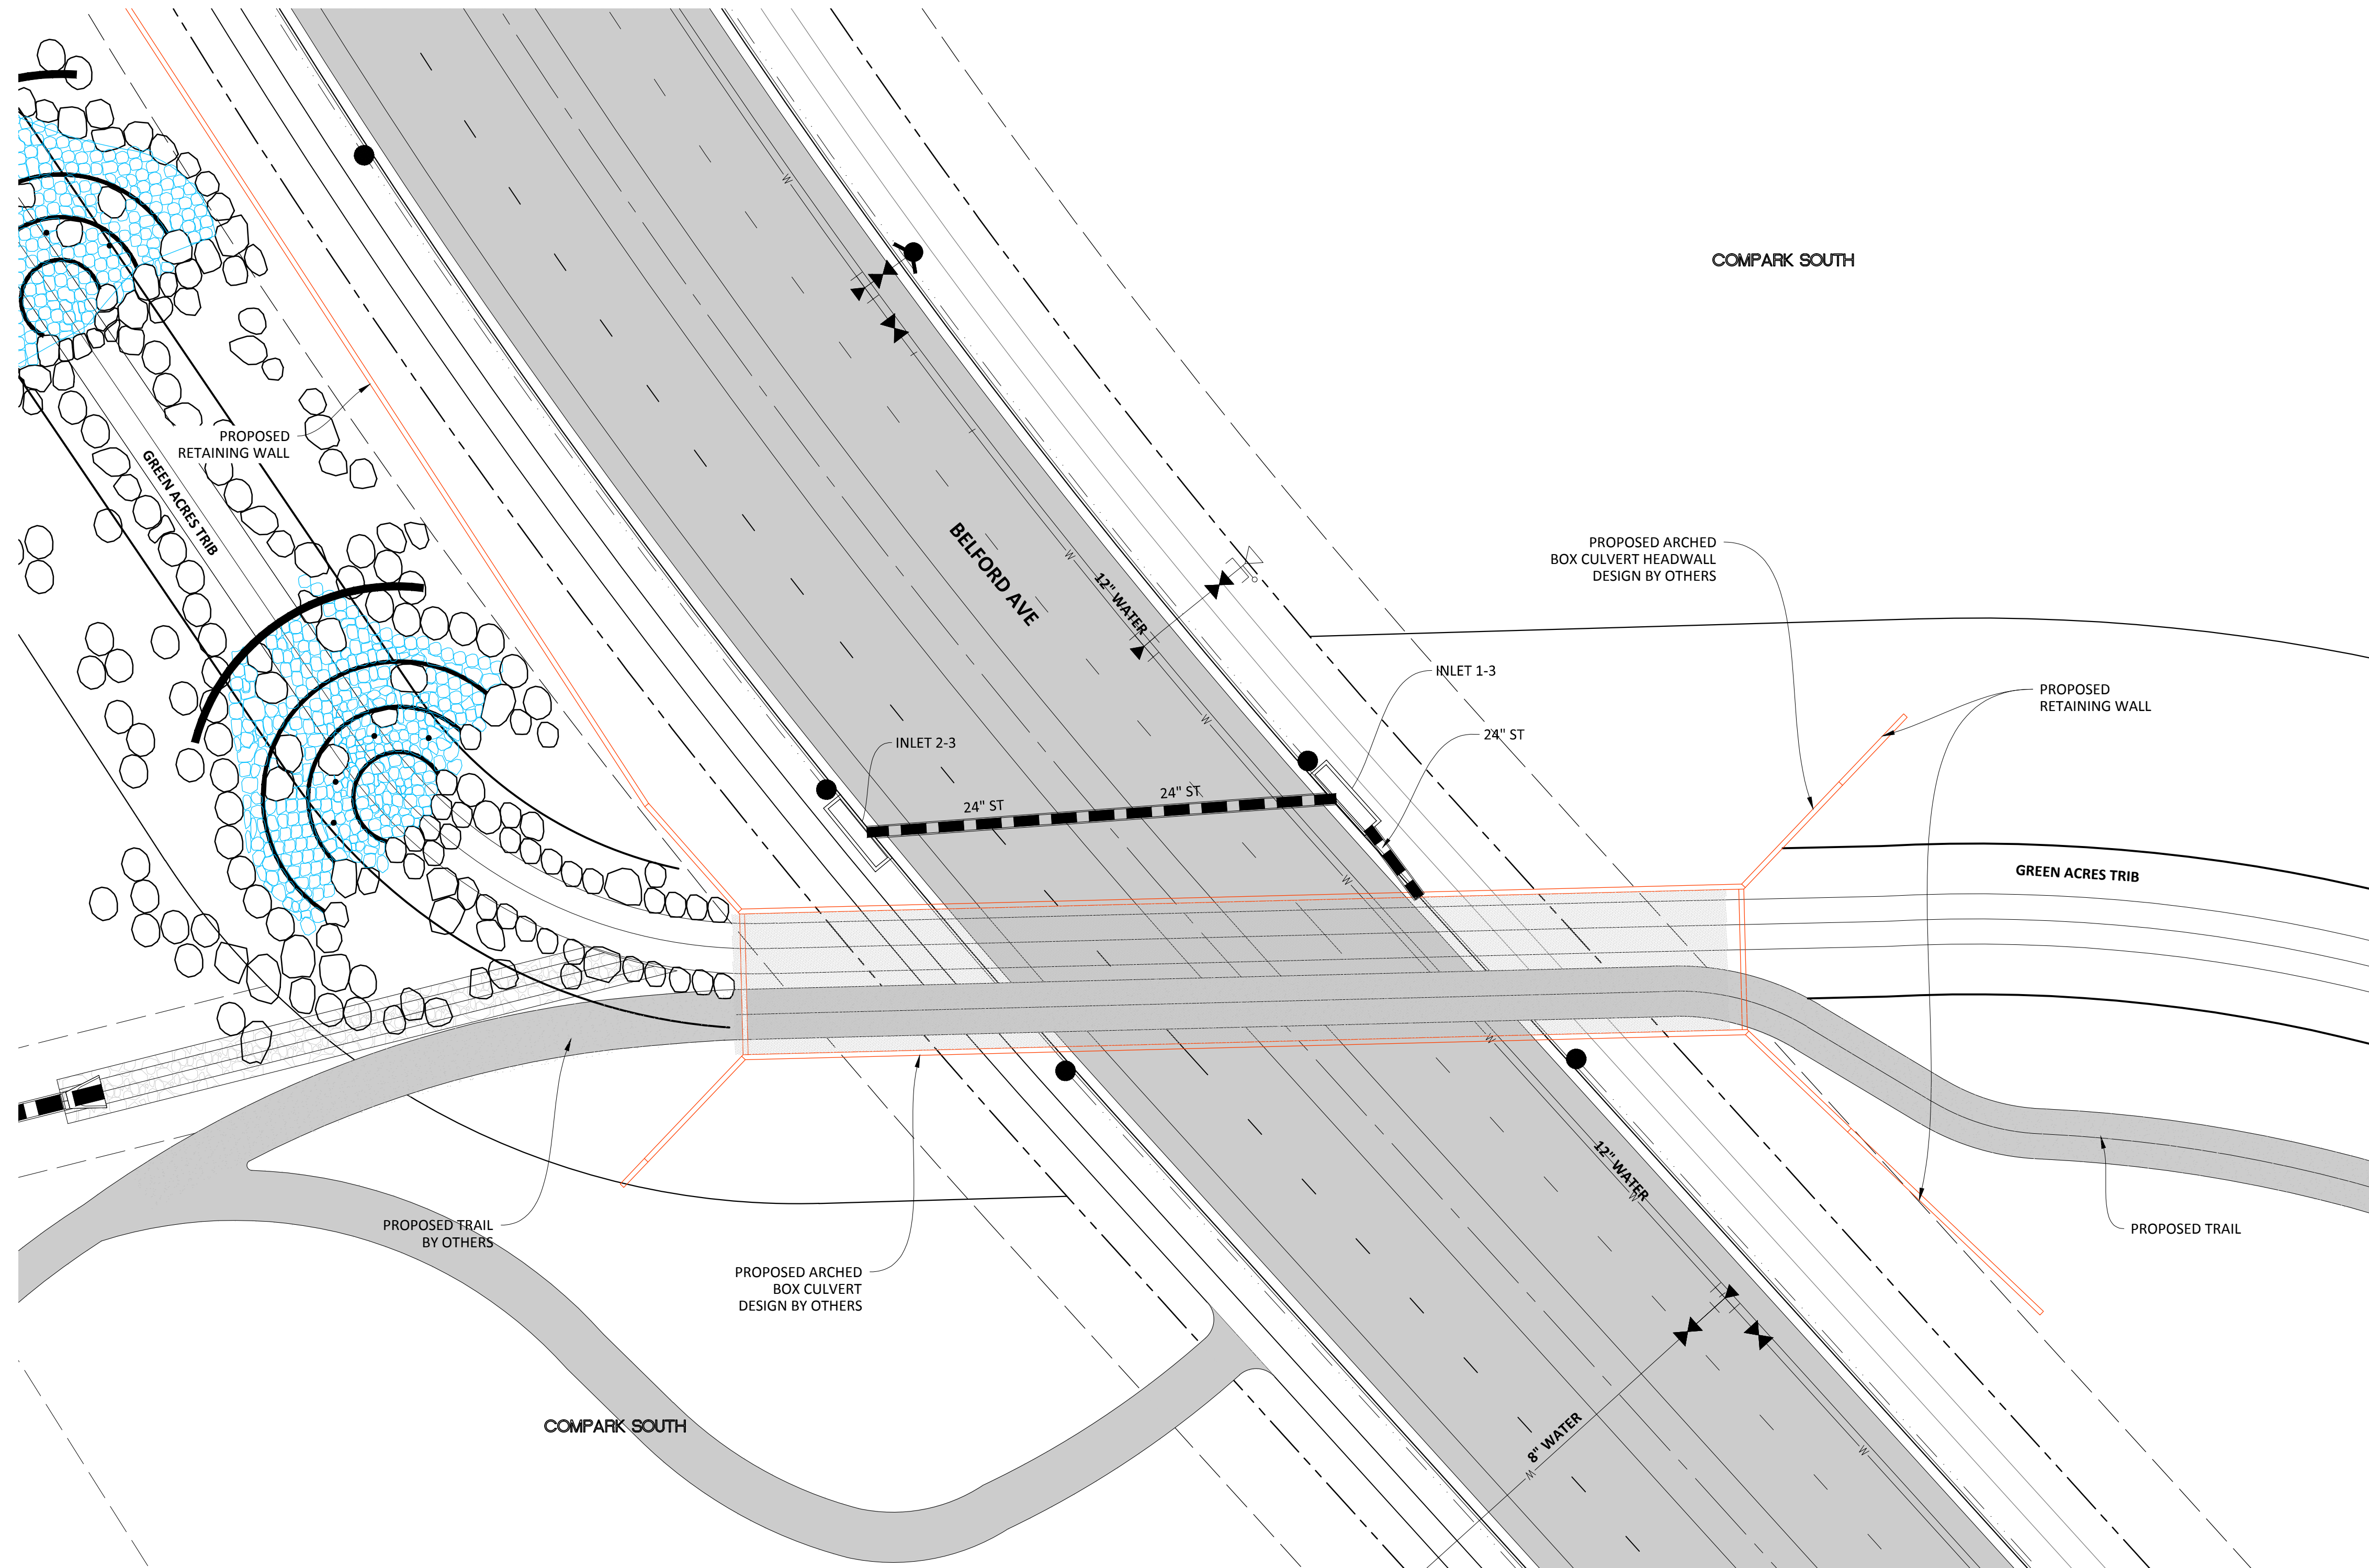 COMPARK SOUTH
PROPOSED
RETAINING WALL
GREEN ACRES TRIB
BELFORD AVE
12" WATER
PROPOSED ARCHED
BOX CULVERT HEADWALL
DESIGN BY OTHERS
INLET 1-3
24" ST
PROPOSED
RETAINING WALL
INLET 2-3
24" ST
24" ST
GREEN ACRES TRIB
12" WATER
PROPOSED TRAIL
BY OTHERS
PROPOSED TRAIL
PROPOSED ARCHED
BOX CULVERT
DESIGN BY OTHERS
COMPARK SOUTH
8" WATER
W
W
W
W
W
W
W
W